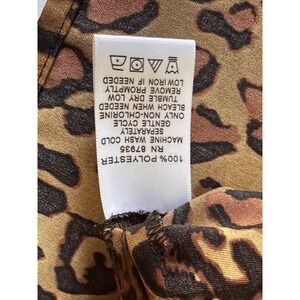 100% POLYESTER
RN 87935
MACHINE WASH COLD
SEPARATELY
GENTLE CYCLE
ONLY NON-CHLORINE
BLEACH WHEN NEEDED
TUMBLE DRY LOW
REMOVE PROMPTLY
LOW IRON IF NEEDED